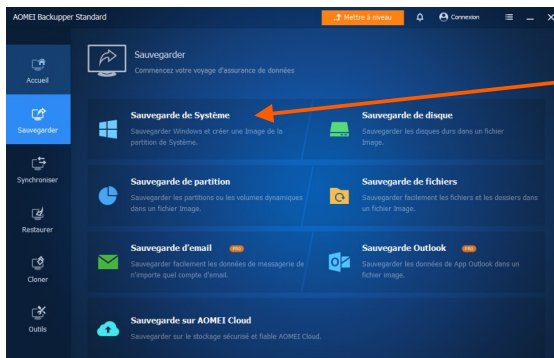 AOMEI Backupper Standard
Mettre à niveau
Connexion
Accueil
Sauvegarder
Synchroniser
Restaurer
Cloner
Outils
Sauvegarder
Commencez votre voyage d'assurance de données
Sauvegarde de Système
Sauvegarder Windows et créer une Image de la
partition de Système.
Sauvegarde de disque
Sauvegarder les disques durs dans un fichier
Image.
Sauvegarde de partition
Sauvegarder les partitions ou les volumes dynamiques
dans un fichier Image.
Sauvegarde de fichiers
Sauvegarder facilement les fichiers et les dossiers dans
un fichier Image.
Sauvegarde d'email PRO
Sauvegarder facilement les données de messagerie de
n'importe quel compte d'email.
Sauvegarde Outlook PRO
Sauvegarder les données de App Outlook dans un
fichier image.
Sauvegarde sur AOMEI Cloud
Sauvegarder sur le stockage sécurisé et fiable AOMEI Cloud.